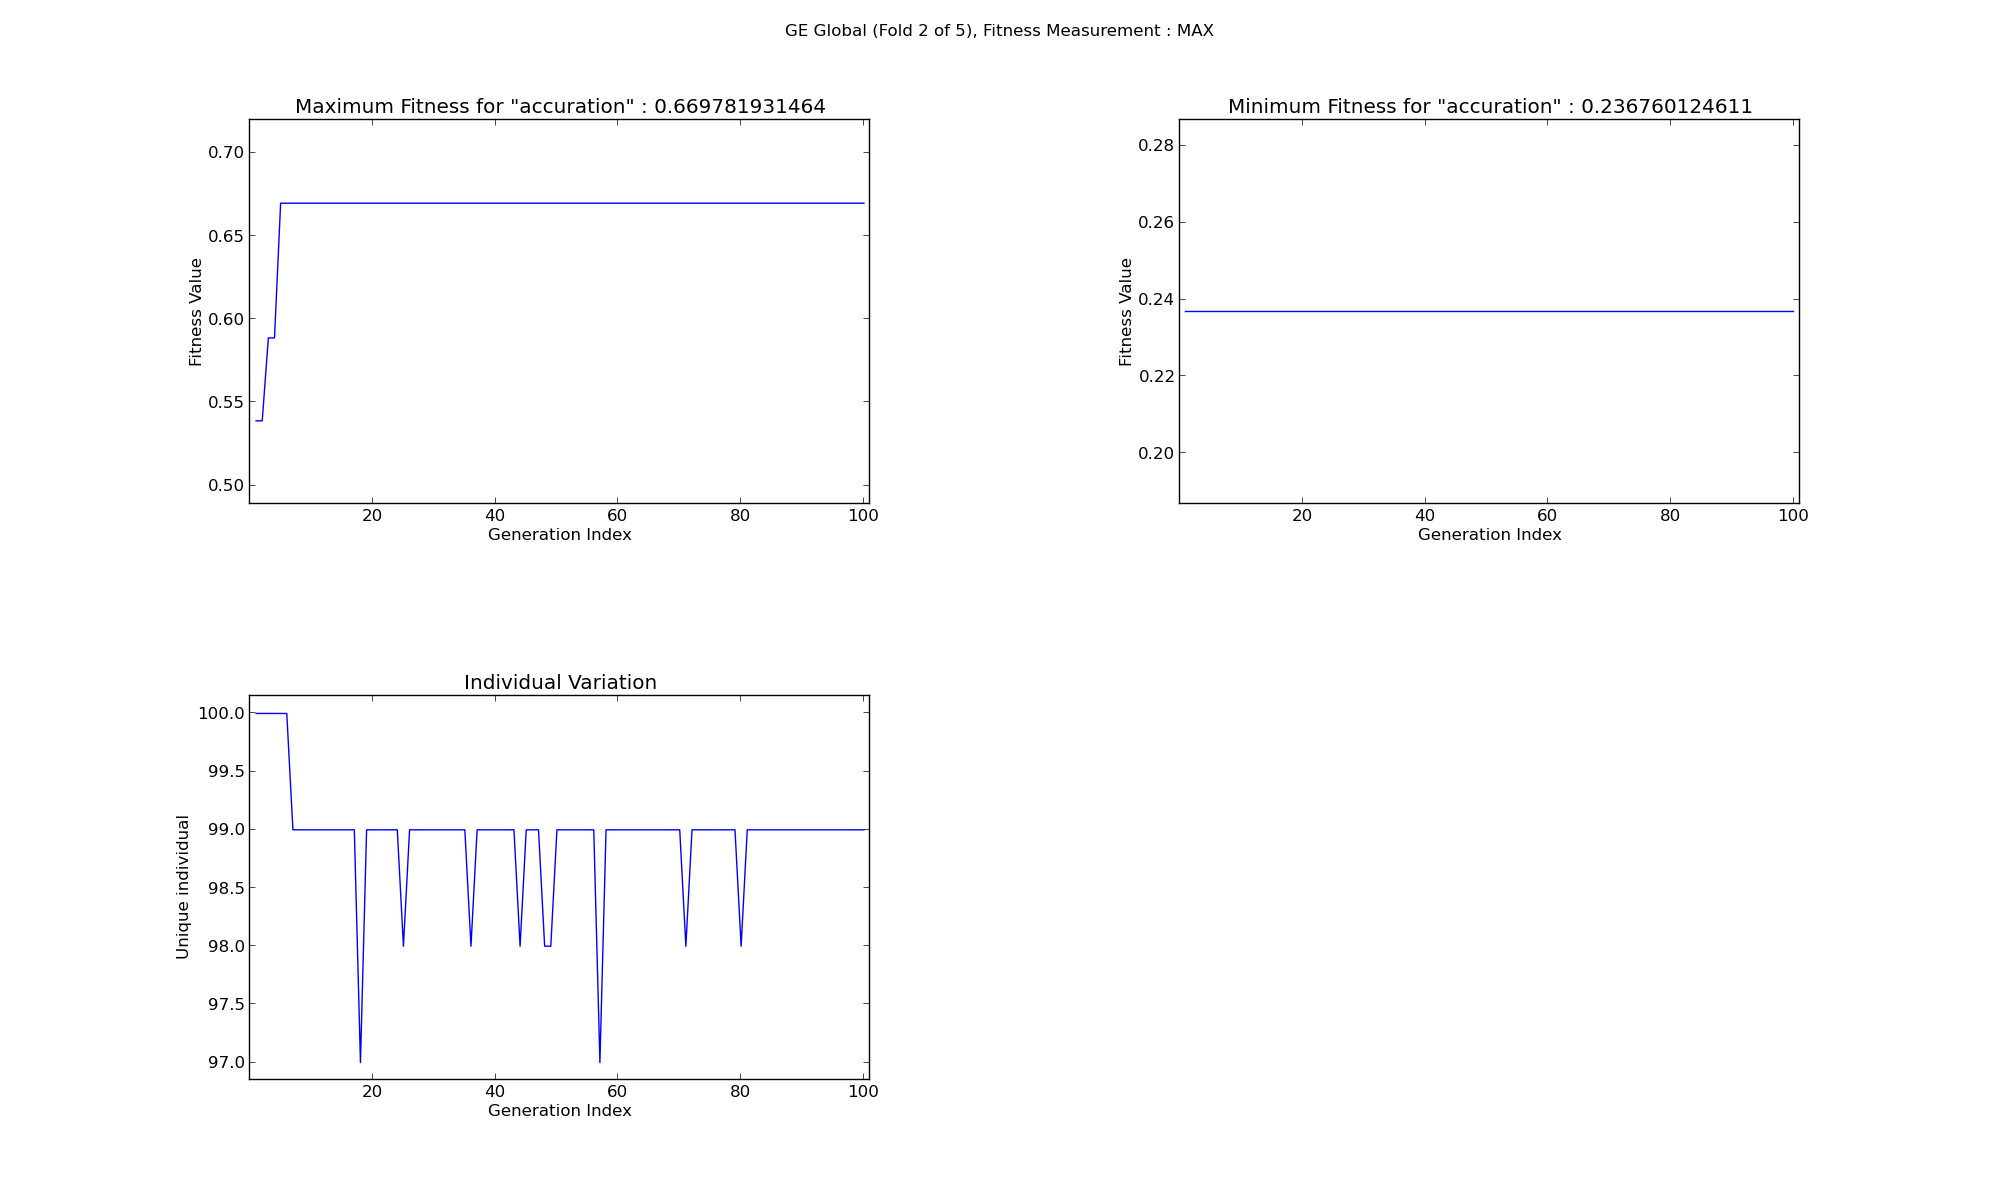 GE Global (Fold 2 of 5), Fitness Measurement : MAX
Maximum Fitness for "accuration" : 0.669781931464
0.70
0.65
0.60
0.55
0.50
Fitness Value
20 40 60 80 100
Generation Index
Minimum Fitness for "accuration" : 0.236760124611
0.28
0.26
0.24
0.22
0.20
Fitness Value
20 40 60 80 100
Generation Index
Individual Variation
100.0
99.5
99.0
98.5
98.0
97.5
97.0
Unique individual
20 40 60 80 100
Generation Index